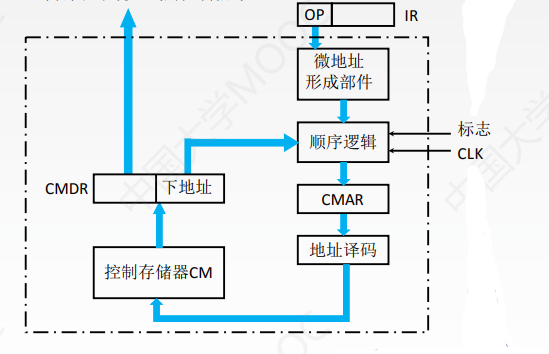 OP
IR
微地址
形成部件
顺序逻辑
标志
CLK
CMDR
下地址
CMAR
控制存储器CM
地址译码
中国大学MOOC
中国大学